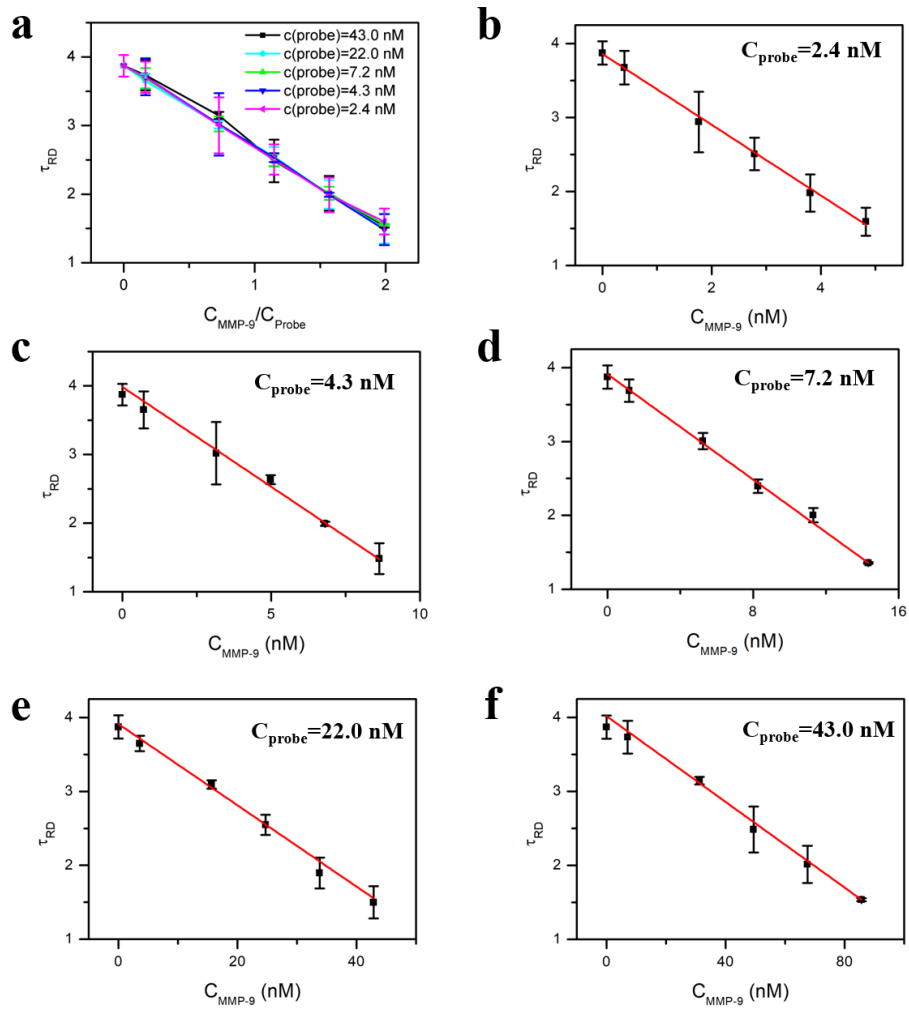 a
c(probe)=43.0 nM
c(probe)=22.0 nM
c(probe)=7.2 nM
c(probe)=4.3 nM
c(probe)=2.4 nM
4
3
2
1
τRD
0 1 2
CMMP-9/CProbe
b
Cprobe=2.4 nM
4
3
2
1
τRD
0 2 4
CMMP-9 (nM)
c
Cprobe=4.3 nM
4
3
2
1
τRD
0 5 10
CMMP-9 (nM)
d
Cprobe=7.2 nM
4
3
2
1
τRD
0 8 16
CMMP-9 (nM)
e
Cprobe=22.0 nM
4
3
2
1
τRD
0 20 40
CMMP-9 (nM)
f
Cprobe=43.0 nM
4
3
2
1
τRD
0 40 80
CMMP-9 (nM)